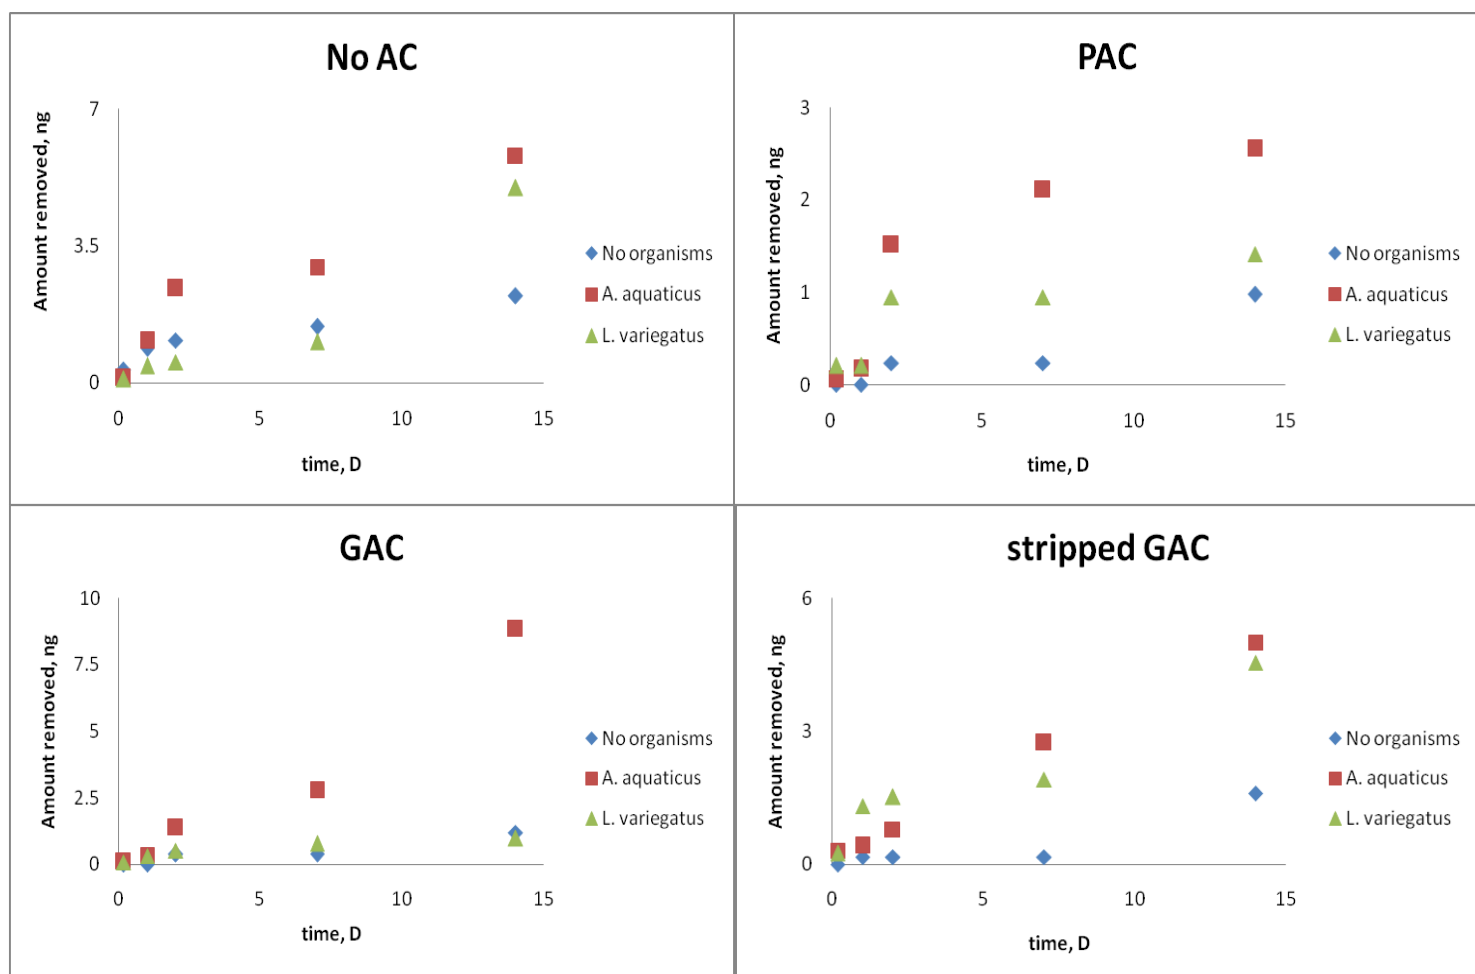 No AC
Amount removed, ng
7
3.5
0
0 5 10 15
time, D
No organisms
A. aquaticus
L. variegatus
PAC
Amount removed, ng
3
2
1
0
0 5 10 15
time, D
No organisms
A. aquaticus
L. variegatus
GAC
Amount removed, ng
10
7.5
5
2.5
0
0 5 10 15
time, D
No organisms
A. aquaticus
L. variegatus
stripped GAC
Amount removed, ng
6
3
0
0 5 10 15
time, D
No organisms
A. aquaticus
L. variegatus